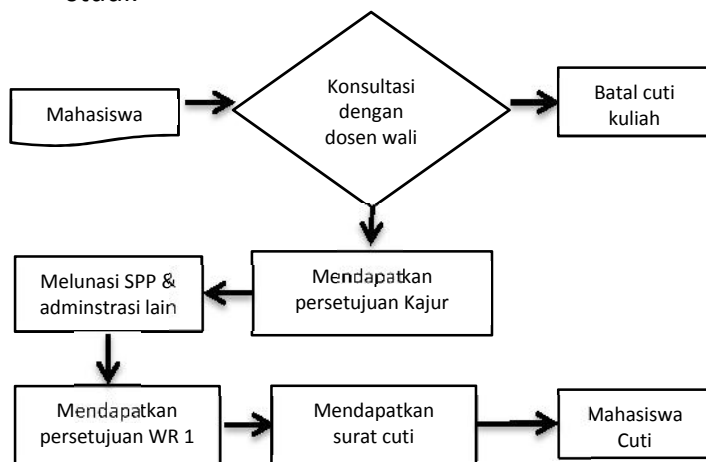 Mahasiswa
Konsultasi
dengan
dosen wali
Batal cuti
kuliah
Melunasi SPP &
adminstrasi lain
Mendapatkan
persetujuan Kajur
Mendapatkan
persetujuan WR 1
Mendapatkan
surat cuti
Mahasiswa
Cuti